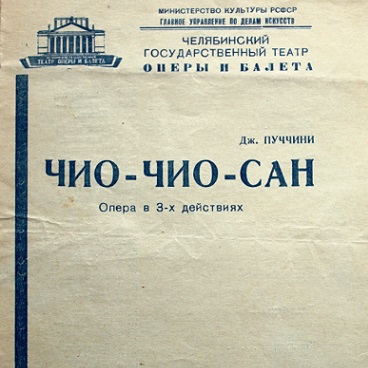 МИНИСТЕРСТВО КУЛЬТУРЫ РСФСР
ГЛАВНОЕ УПРАВЛЕНИЕ ПО ДЕЛАМ ИСКУССТВ
ЧЕЛЯБИНСКИЙ
ГОСУДАРСТВЕННЫЙ ТЕАТР
ОПЕРЫ И БАЛЕТА
ТЕАТР ОПЕРЫ И БАЛЕТА
Дж. ПУЧЧИНИ
ЧИО-ЧИО-САН
Опера в 3-х действиях